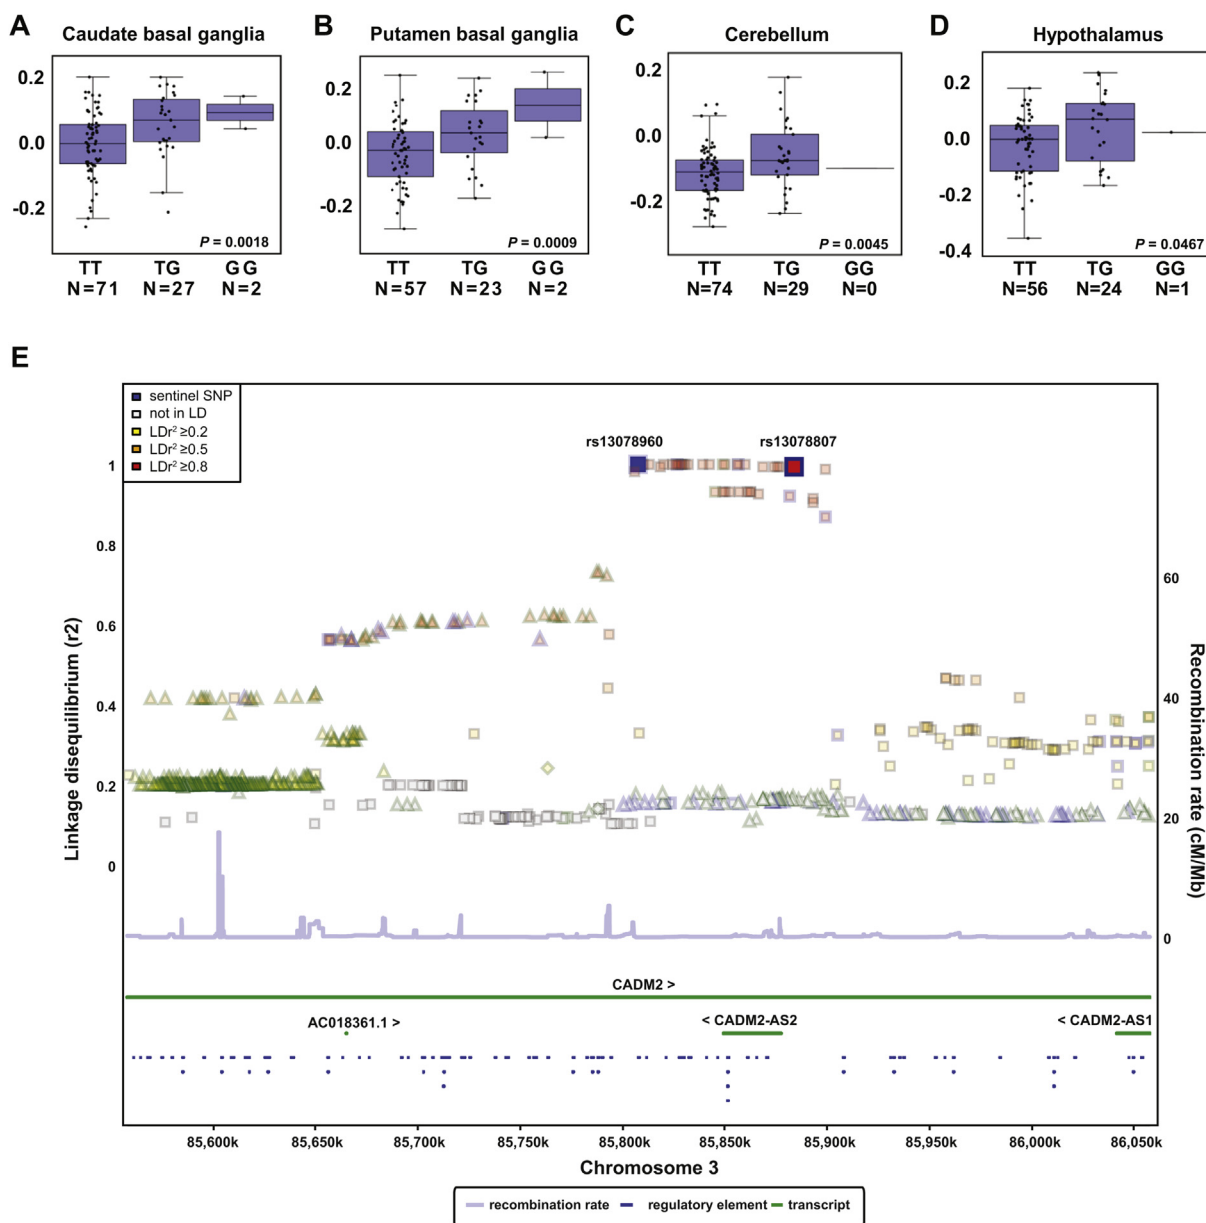 A Caudate basal ganglia
0.2
0.0
-0.2
P = 0.0018
TT TG GG
N=71 N=27 N=2
B Putamen basal ganglia
0.2
0.0
-0.2
P = 0.0009
TT TG GG
N=57 N=23 N=2
C Cerebellum
0.2
0.0
-0.2
P = 0.0045
TT TG GG
N=74 N=29 N=0
D Hypothalamus
0.2
0.0
-0.2
-0.4
P = 0.0467
TT TG GG
N=56 N=24 N=1
E
sentinel SNP
not in LD
LDr² ≥0.2
LDr² ≥0.5
LDr² ≥0.8
rs13078960 rs13078807
Linkage disequilibrium (r2)
1
0.8
0.6
0.4
0.2
0
Recombination rate (cM/Mb)
60
40
20
0
CADM2 >
AC018361.1 >
< CADM2-AS2
< CADM2-AS1
85,600k 85,650k 85,700k 85,750k 85,800k 85,850k 85,900k 85,950k 86,000k 86,050k
Chromosome 3
recombination rate regulatory element transcript